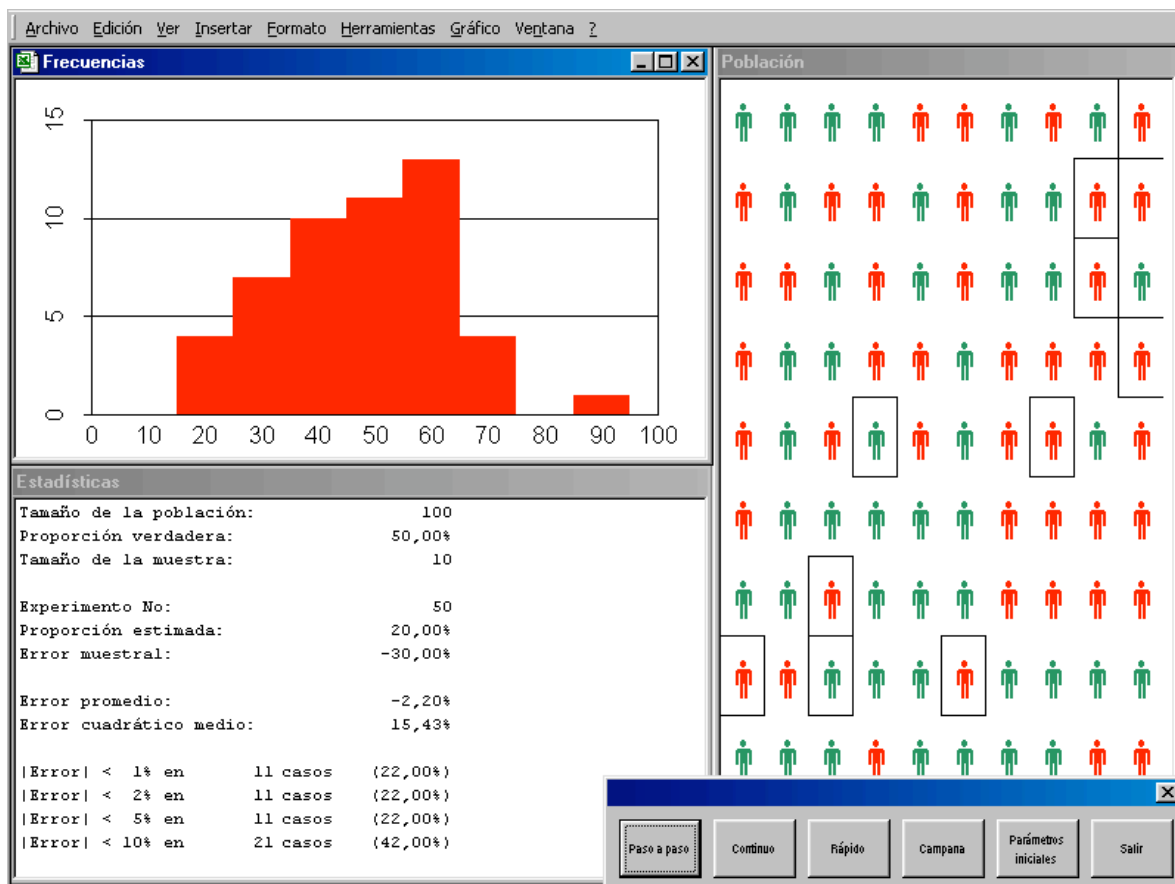 Archivo Edición Ver Insertar Formato Herramientas Gráfico Ventana ?
Frecuencias
15
10
5
0
0 10 20 30 40 50 60 70 80 90 100
Población
Estadísticas
Tamaño de la población: 100
Proporción verdadera: 50,00%
Tamaño de la muestra: 10
Experimento No: 50
Proporción estimada: 20,00%
Error muestral: -30,00%
Error promedio: -2,20%
Error cuadrático medio: 15,43%
|Error| < 1% en 11 casos (22,00%)
|Error| < 2% en 11 casos (22,00%)
|Error| < 5% en 11 casos (22,00%)
|Error| < 10% en 21 casos (42,00%)
Paso a paso
Continuo
Rápido
Campana
Parámetros
iniciales
Salir